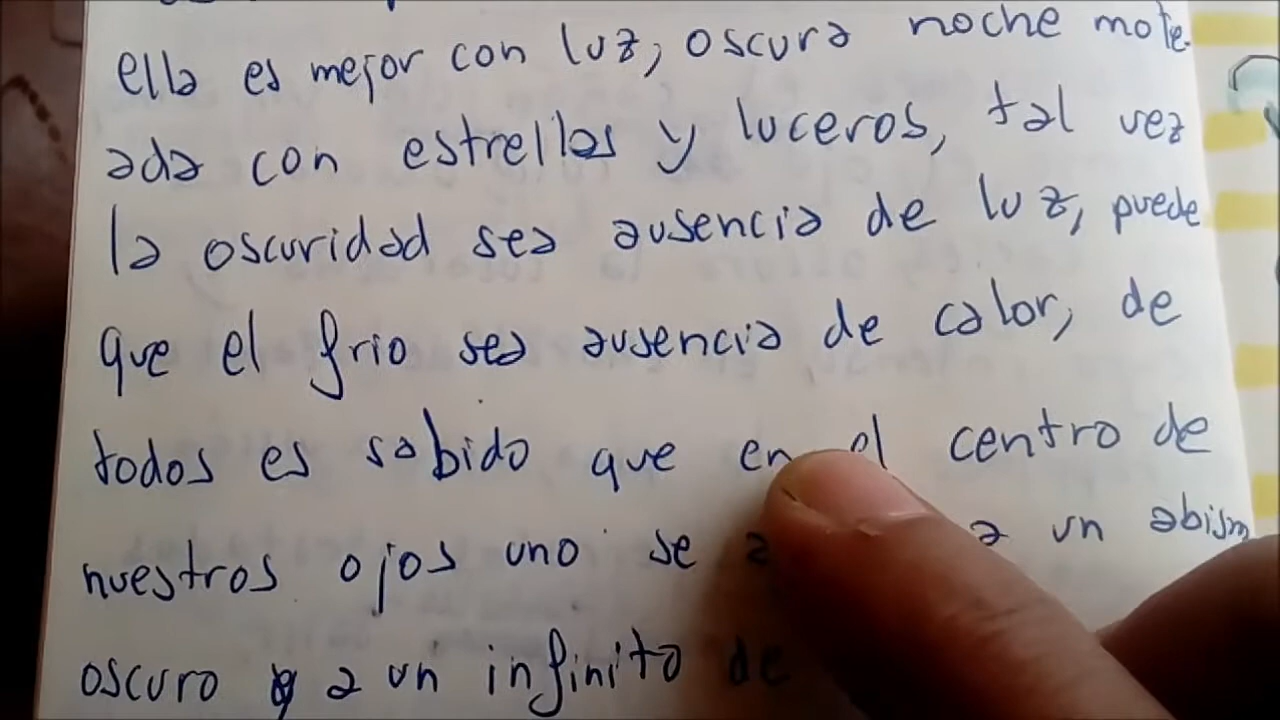 ella es mejor con luz, oscura noche mote-
ada con estrellas y luceros, tal vez
la oscuridad sea ausencia de luz, puede
que el frio sea ausencia de calor, de
todos es sabido que en el centro de
nuestros ojos uno se a un abism
oscuro y a un infinito de